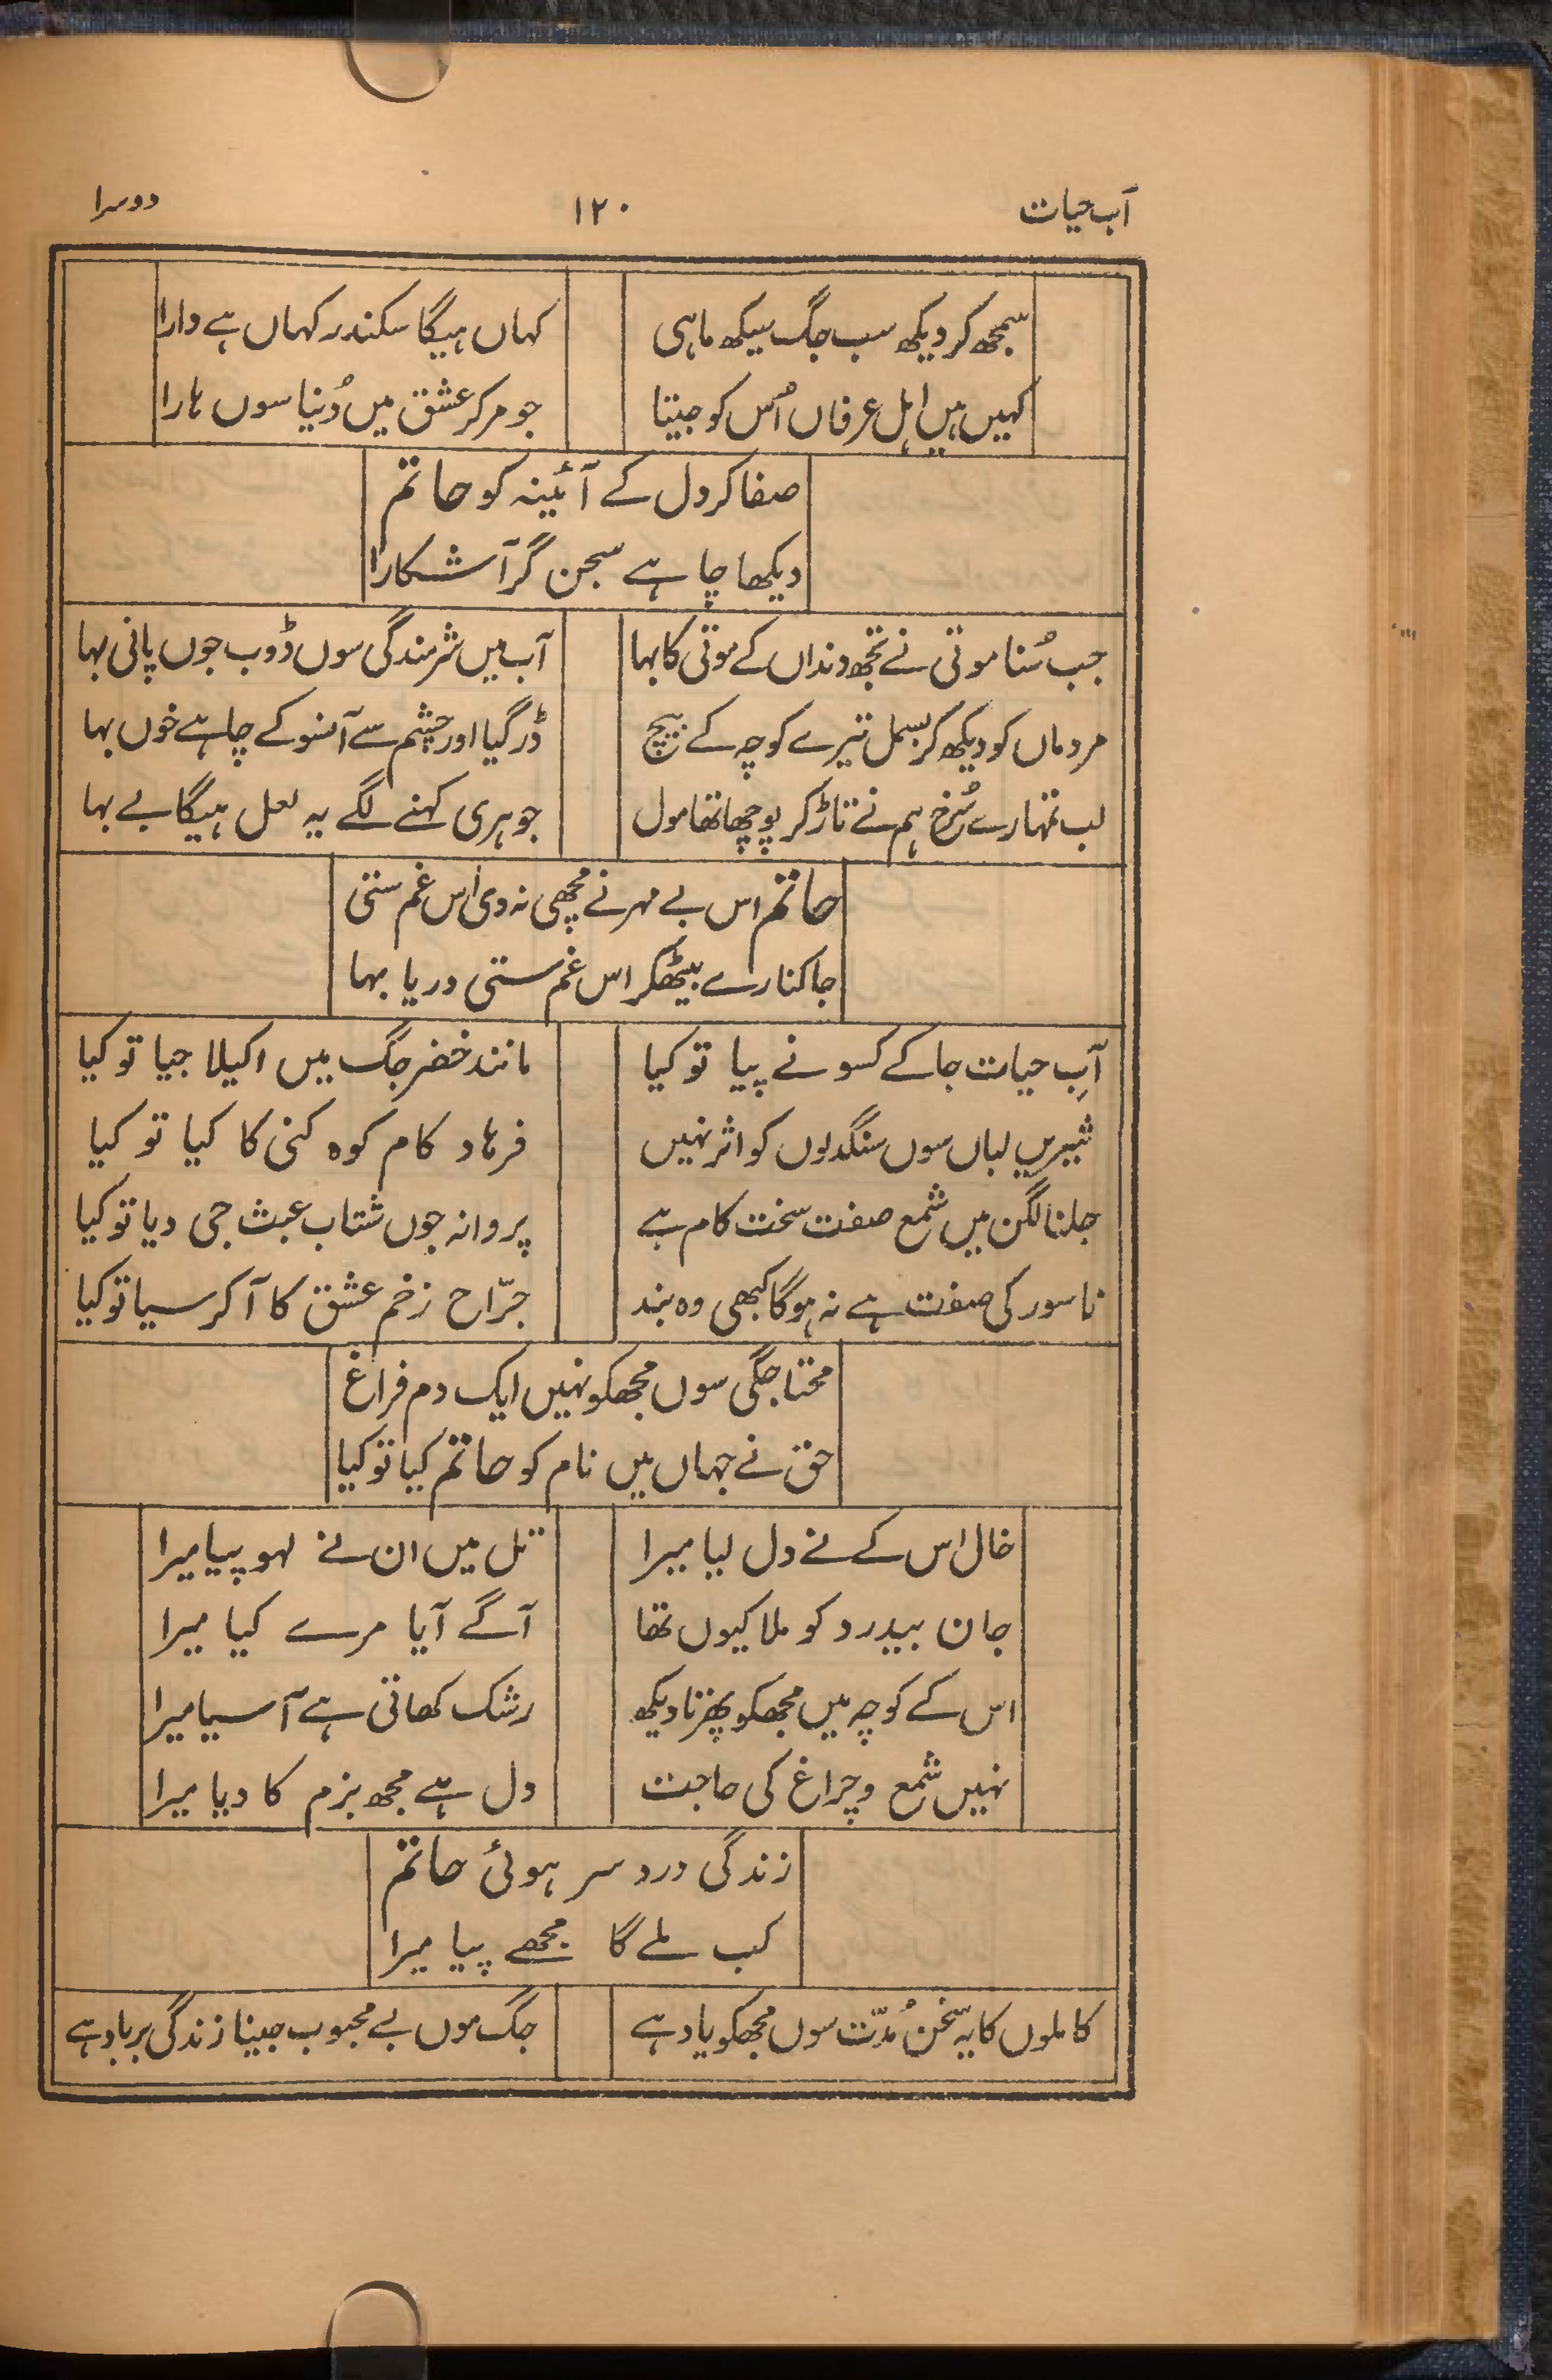 آب حیات ۱۲۰ دوسرا
سمجھ کر دیکھ سب جگ سیکھ ماہی کہاں ہیگا سکندر کہاں ہے دارا
کہیں ہیں اہل عرفاں اُس کو جیتا جو مر کر عشق میں دُنیا سوں ہارا
صفا کر دل کے آئینہ کو حاتم
دیکھا چاہے سجن گر آشکارا
جب سُنا موتی نے تجھ دنداں کے موتی کا بہا آب میں شرمندگی سوں ڈوب جوں پانی بہا
مردماں کو دیکھ کر بسمل تیرے کوچہ کے بیچ ڈر گیا اور چشم سے آنسو کے چاہے خوں بہا
لب تمہارے سُرخ ہم نے تاڑ کر پوچھا تھا مول جوہری کہنے لگے یہ لعل ہیگا بے بہا
حاتم اس بے مہر نے مچھی نہ دی اس غم ستی
جا کنارے بیٹھکر اس غم ستی دریا بہا
آبِ حیات جا کے کسو نے پیا تو کیا مانند خضر جگ میں اکیلا جیا تو کیا
شیریں لباں سوں سنگدلوں کو اثر نہیں فرہاد کام کوہ کنی کا کیا تو کیا
جلنا لگن میں شمع صفت سخت کام ہے پروانہ جوں شتاب عبث جی دیا تو کیا
ناسور کی صفت ہے نہ ہوگا کبھی وہ بند جرّاح زخم عشق کا آ کر سیا تو کیا
محتاجگی سوں مجھکو نہیں ایک دم فراغ
حق نے جہاں میں نام کو حاتم کیا تو کیا
خال اس کے نے دل لیا میرا تل میں ان نے لہو پیا میرا
جان بیدرد کو ملا کیوں تھا آگے آیا مرے کیا میرا
اس کے کوچہ میں مجھکو پھرتا دیکھ رشک کھاتی ہے آسیا میرا
نہیں شمع و چراغ کی حاجت دل ہے مجھ بزم کا دیا میرا
زندگی درد سر ہوئی حاتم
کب ملے گا مجھے پیا میرا
کاملوں کا یہ سخن مُدّت سوں مجھکو یاد ہے جگ موں بے محبوب جینا زندگی برباد ہے